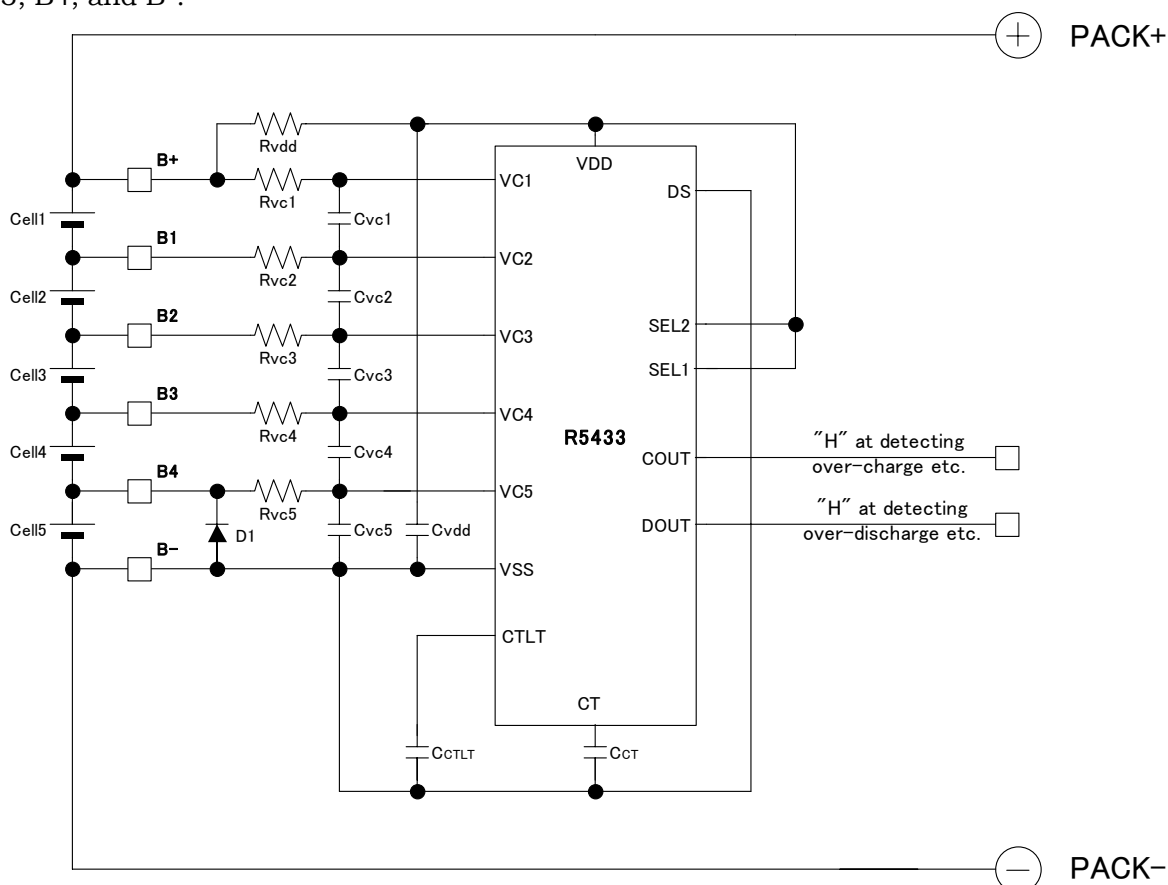 3, B4, and B-.
PACK+
Rvdd
VDD
B+
Rvc1
VC1
DS
Cell1
Cvc1
B1
Rvc2
VC2
Cell2
Cvc2
B2
Rvc3
VC3
SEL2
Cell3
Cvc3
SEL1
B3
Rvc4
VC4
R5433
Cell4
Cvc4
"H" at detecting
over-charge etc.
COUT
B4
Rvc5
VC5
Cell5
D1
Cvc5
Cvdd
"H" at detecting
over-discharge etc.
DOUT
B-
VSS
CTLT
CT
CCTLT
CCT
PACK-